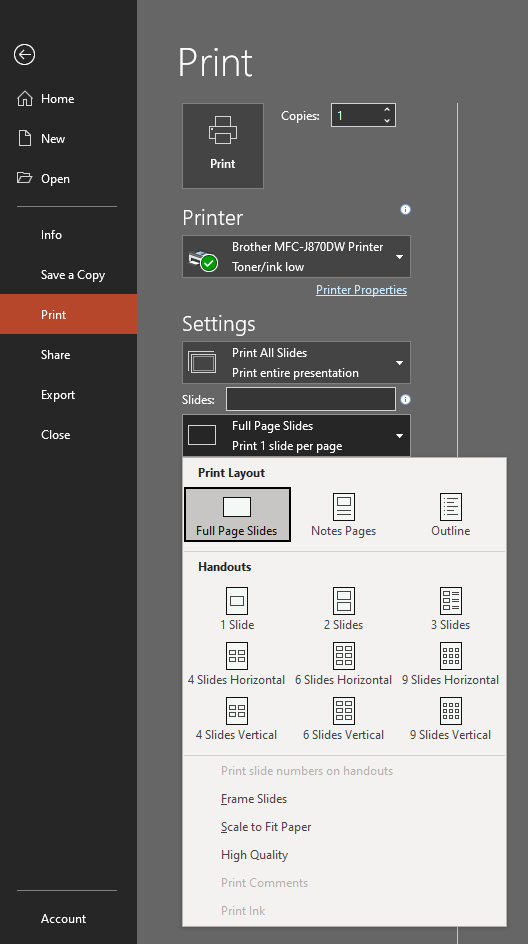 Print
Home
New
Open
Info
Save a Copy
Print
Share
Export
Close
Account
Print
Copies: 1
Printer
Brother MFC-J870DW Printer
Toner/ink low
Printer Properties
Settings
Print All Slides
Print entire presentation
Slides:
Full Page Slides
Print 1 slide per page
Print Layout
Full Page Slides Notes Pages Outline
Handouts
1 Slide 2 Slides 3 Slides
4 Slides Horizontal 6 Slides Horizontal 9 Slides Horizontal
4 Slides Vertical 6 Slides Vertical 9 Slides Vertical
Print slide numbers on handouts
Frame Slides
Scale to Fit Paper
High Quality
Print Comments
Print Ink